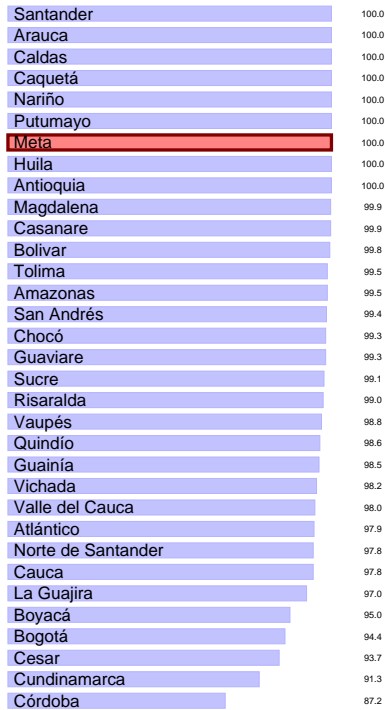 Santander 100.0
Arauca 100.0
Caldas 100.0
Caquetá 100.0
Nariño 100.0
Putumayo 100.0
Meta 100.0
Huila 100.0
Antioquia 100.0
Magdalena 99.9
Casanare 99.9
Bolivar 99.8
Tolima 99.5
Amazonas 99.5
San Andrés 99.4
Chocó 99.3
Guaviare 99.3
Sucre 99.1
Risaralda 99.0
Vaupés 98.8
Quindío 98.6
Guainía 98.5
Vichada 98.2
Valle del Cauca 98.0
Atlántico 97.9
Norte de Santander 97.8
Cauca 97.8
La Guajira 97.0
Boyacá 95.0
Bogotá 94.4
Cesar 93.7
Cundinamarca 91.3
Córdoba 87.2